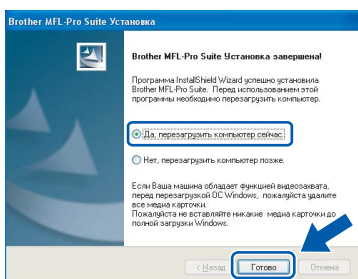 Brother MFL-Pro Suite Установка
Brother MFL-Pro Suite Установка завершена!
Программа InstallShield Wizard успешно установила
Brother MFL-Pro Suite. Перед использованием этой
программы необходимо перезагрузить компьютер.
Да, перезагрузить компьютер сейчас.
Нет, перезагрузить компьютер позже.
Если Ваша машина обладает функцией видеозахвата,
перед перезагрузкой ОС Windows, пожалуйста удалите
все медиа карточки.
Пожалуйста не вставляйте никакие медиа карточки до
полной загрузки Windows.
< Назад
Готово
Отмена